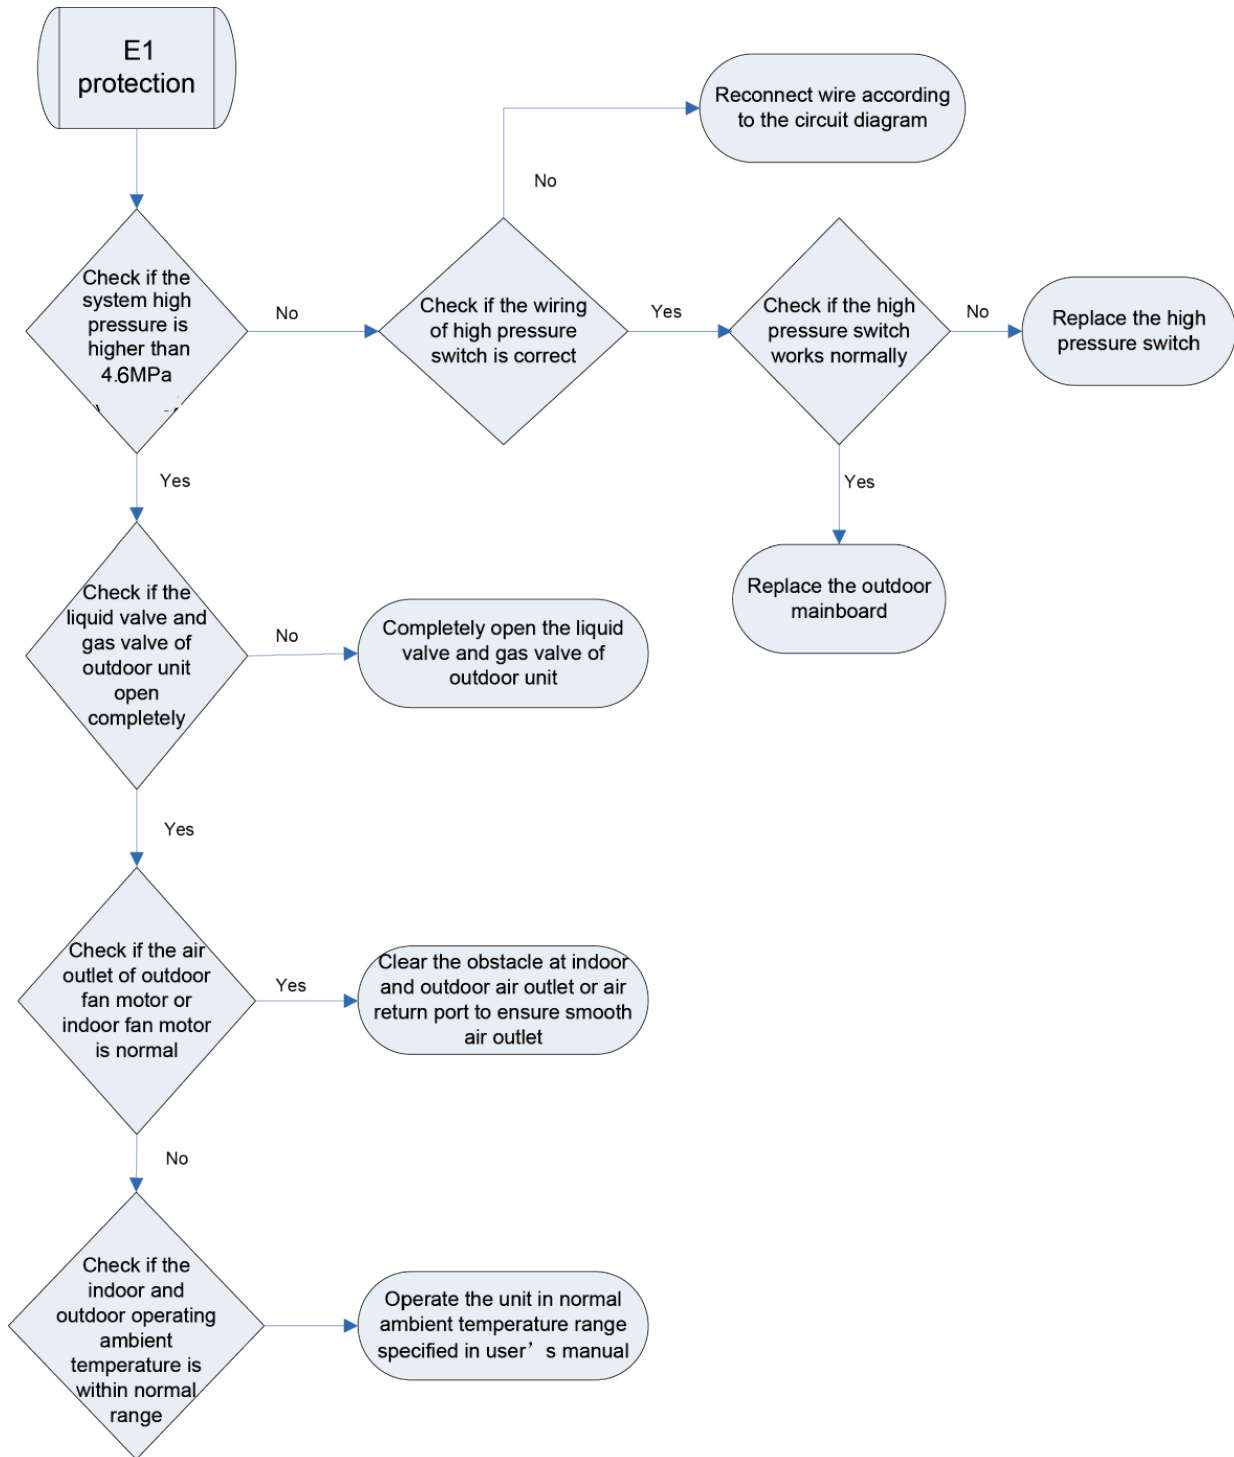 E1
protection
Reconnect wire according
to the circuit diagram
No
Check if the
system high
pressure is
higher than
4.6MPa
No
Check if the wiring
of high pressure
switch is correct
Yes
Check if the high
pressure switch
works normally
No
Replace the high
pressure switch
Yes
Yes
Replace the outdoor
mainboard
Check if the
liquid valve and
gas valve of
outdoor unit
open
completely
No
Completely open the liquid
valve and gas valve of
outdoor unit
Yes
Check if the air
outlet of outdoor
fan motor or
indoor fan motor
is normal
Yes
Clear the obstacle at indoor
and outdoor air outlet or air
return port to ensure smooth
air outlet
No
Check if the
indoor and
outdoor operating
ambient
temperature is
within normal
range
Operate the unit in normal
ambient temperature range
specified in user’s manual